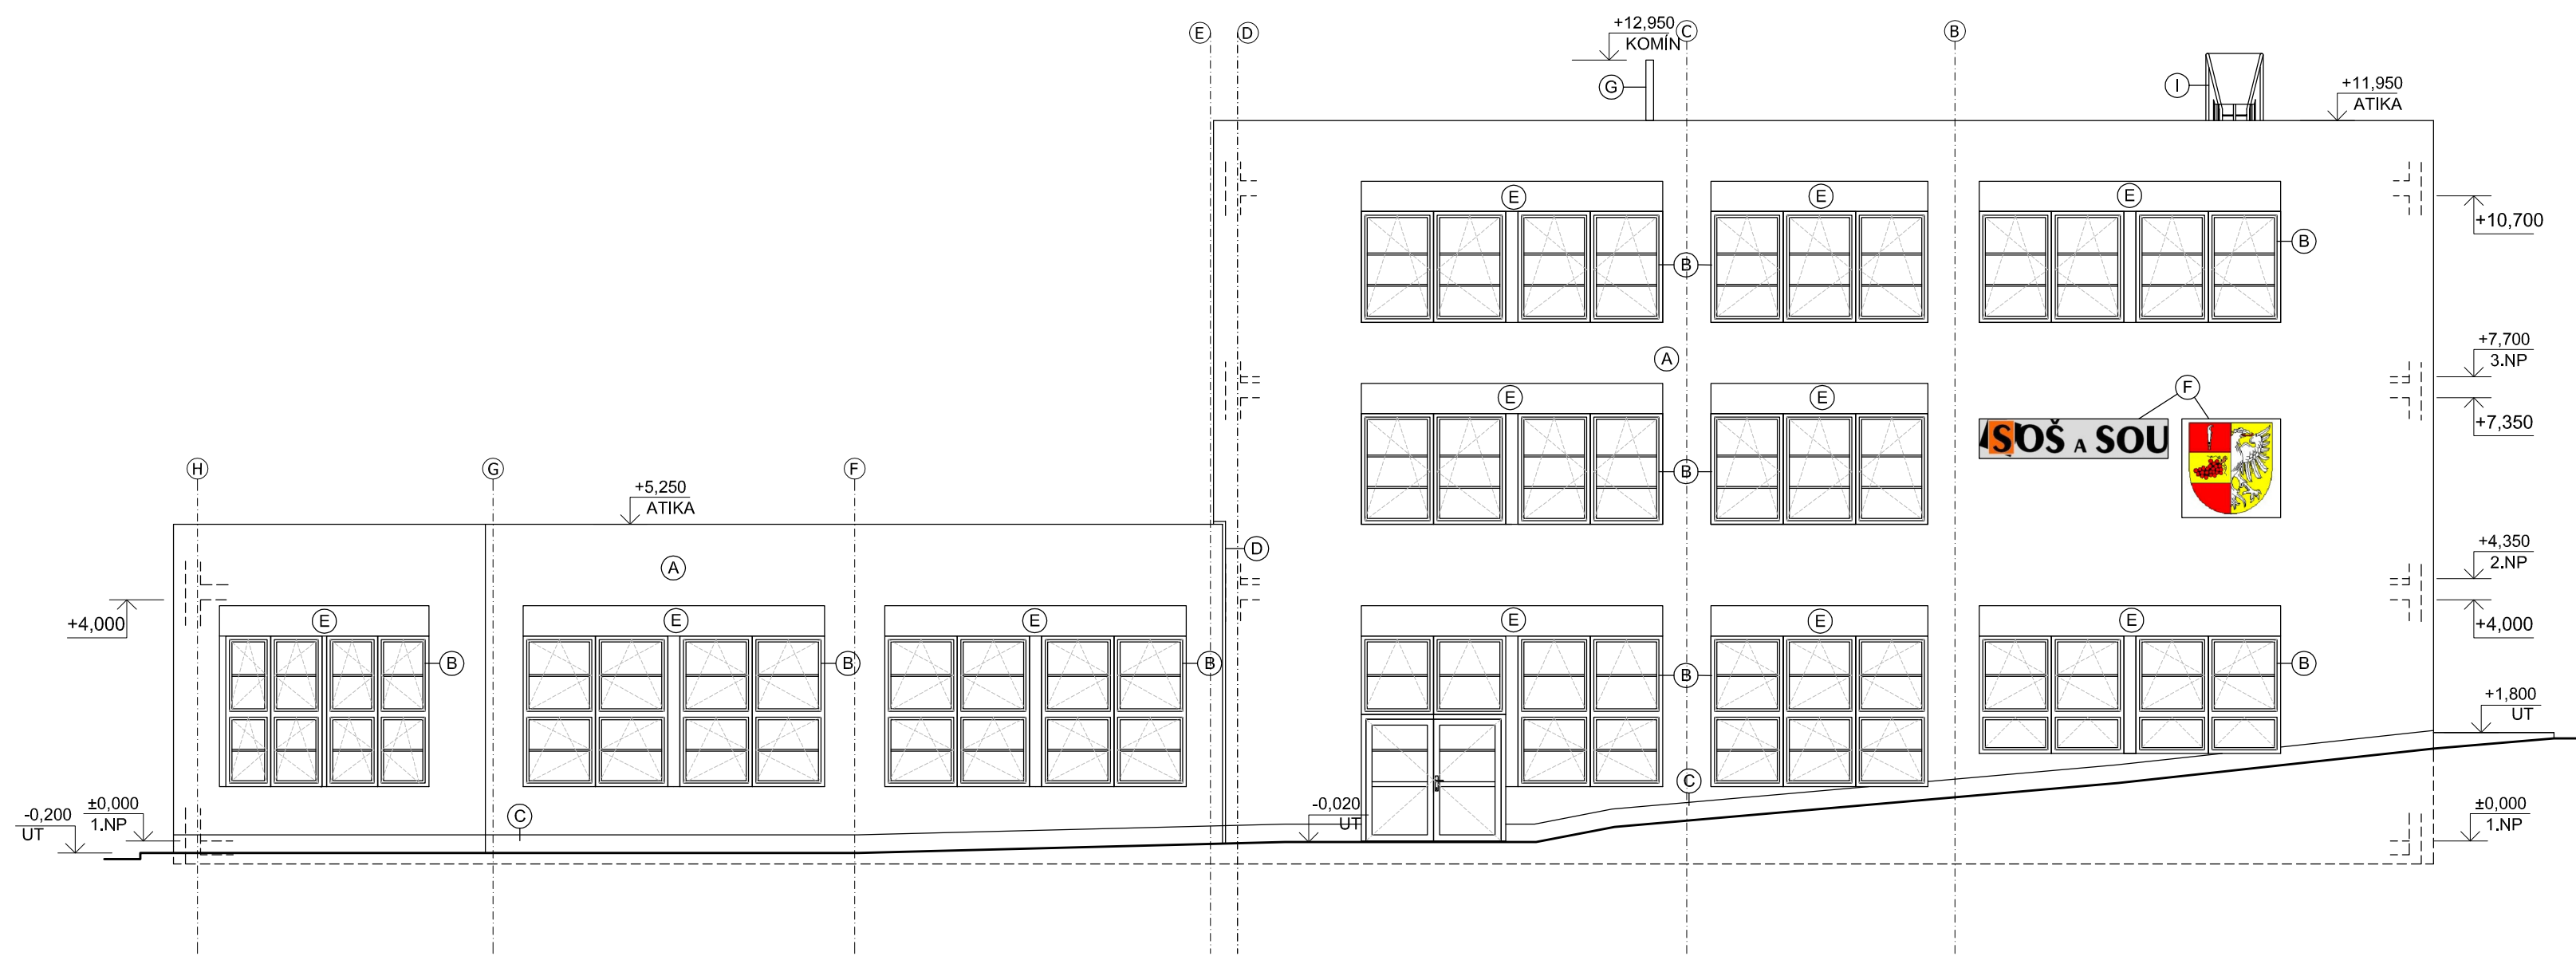 E
D
+12,950
KOMÍN
C
B
G
I
+11,950
ATIKA
E
E
E
+10,700
B
B
A
+7,700
3.NP
F
E
E
SOŠ A SOU
+7,350
B
H
G
F
+5,250
ATIKA
+4,350
2.NP
D
A
+4,000
E
E
E
E
E
E
+4,000
B
B
B
B
B
+1,800
UT
C
±0,000
1.NP
-0,200
UT
C
-0,020
UT
±0,000
1.NP